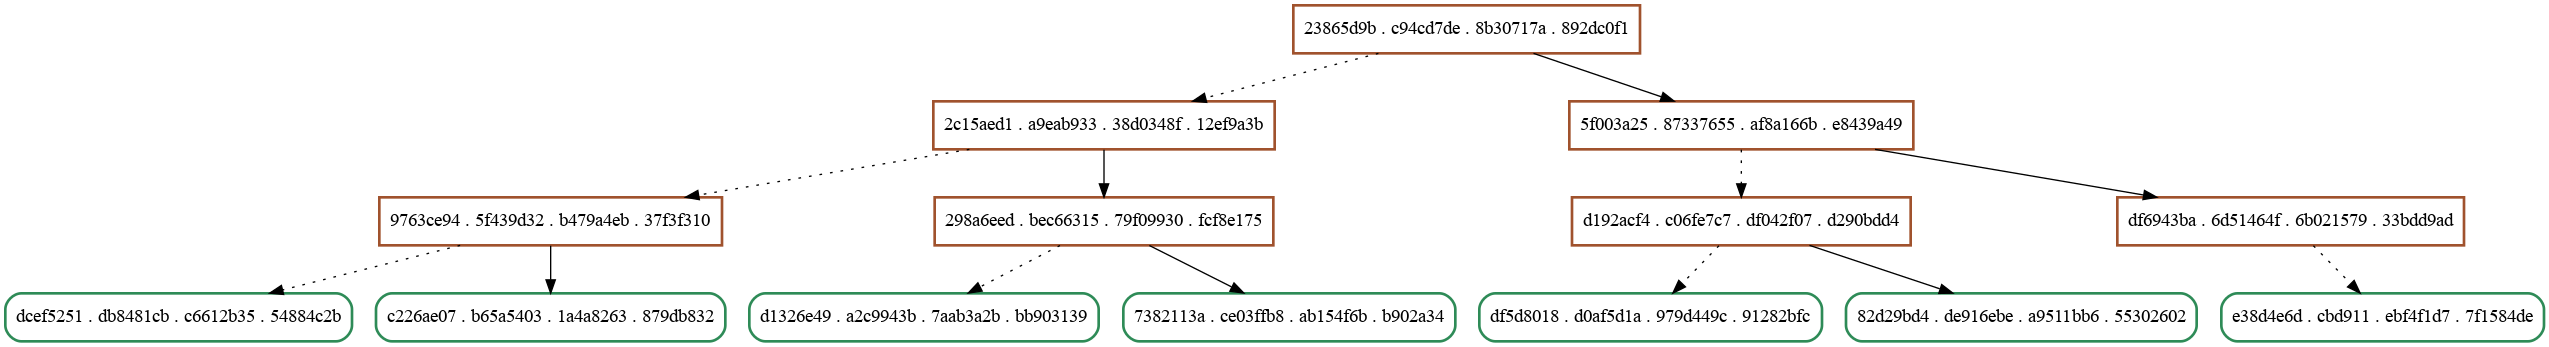 23865d9b . c94cd7de . 8b30717a . 892dc0f1
2c15aed1 . a9eab933 . 38d0348f . 12ef9a3b
5f003a25 . 87337655 . af8a166b . e8439a49
9763ce94 . 5f439d32 . b479a4eb . 37f3f310
298a6eed . bec66315 . 79f09930 . fcf8e175
d192acf4 . c06fe7c7 . df042f07 . d290bdd4
df6943ba . 6d51464f . 6b021579 . 33bdd9ad
dcef5251 . db8481cb . c6612b35 . 54884c2b
c226ae07 . b65a5403 . 1a4a8263 . 879db832
d1326e49 . a2c9943b . 7aab3a2b . bb903139
7382113a . ce03ffb8 . ab154f6b . b902a34
df5d8018 . d0af5d1a . 979d449c . 91282bfc
82d29bd4 . de916ebe . a9511bb6 . 55302602
e38d4e6d . cbd911 . ebf4f1d7 . 7f1584de